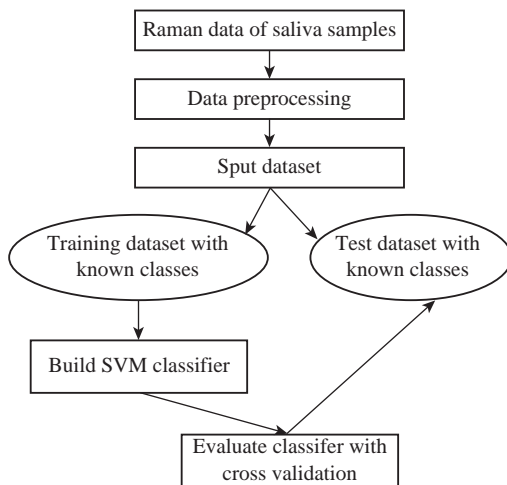 Raman data of saliva samples
Data preprocessing
Sput dataset
Training dataset with
known classes
Test dataset with
known classes
Build SVM classifier
Evaluate classifer with
cross validation